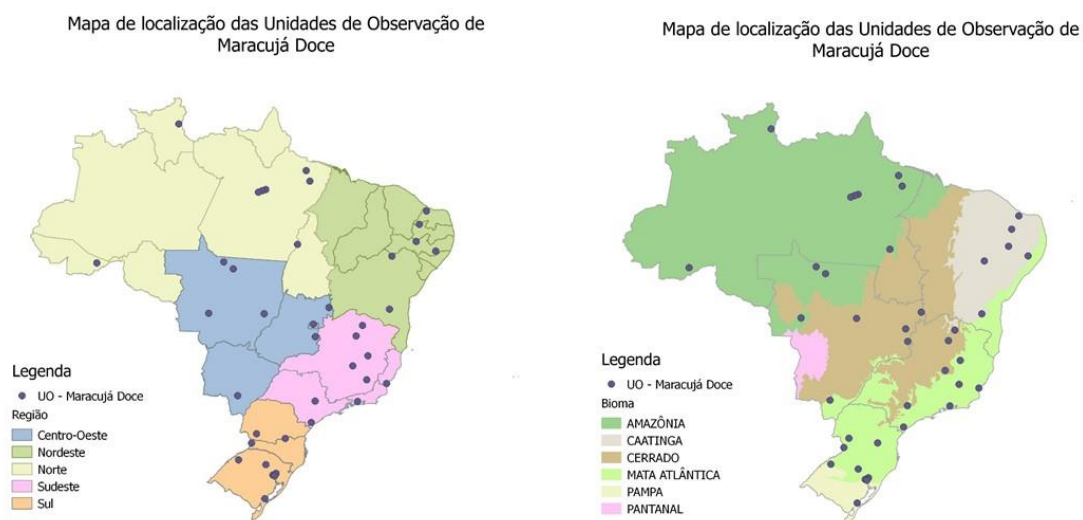 Mapa de localização das Unidades de Observação de
Maracujá Doce
Legenda
UO - Maracujá Doce
Região
Centro-Oeste
Nordeste
Norte
Sudeste
Sul
Mapa de localização das Unidades de Observação de
Maracujá Doce
Legenda
UO - Maracujá Doce
Bioma
AMAZÔNIA
CAATINGA
CERRADO
MATA ATLÂNTICA
PAMPA
PANTANAL